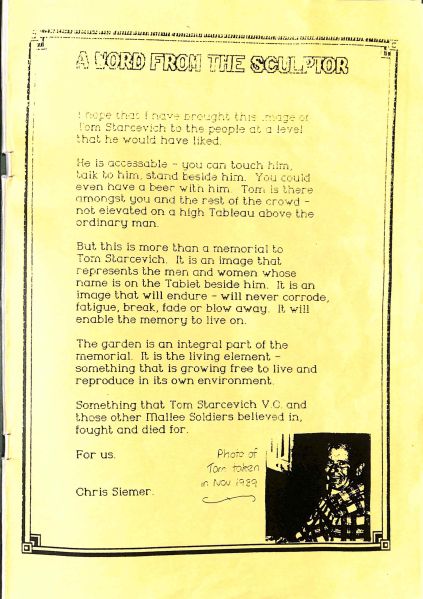 A WORD FROM THE SCULPTOR
I hope that I have brought this image of
Tom Starcevich to the people at a level
that he would have liked.
He is accessable - you can touch him,
talk to him, stand beside him. You could
even have a beer with him. Tom is there
amongst you and the rest of the crowd -
not elevated on a high Tableau above the
ordinary man.
But this is more than a memorial to
Tom Starcevich. It is an image that
represents the men and women whose
name is on the Tablet beside him. It is an
image that will endure - will never corrode,
fatigue, break, fade or blow away. It will
enable the memory to live on.
The garden is an integral part of the
memorial. It is the living element -
something that is growing free to live and
reproduce in its own environment.
Something that Tom Starcevich V.C. and
those other Mallee Soldiers believed in,
fought and died for.
For us.
Chris Siemer.
Photo of
Tom taken
in Nov 1989